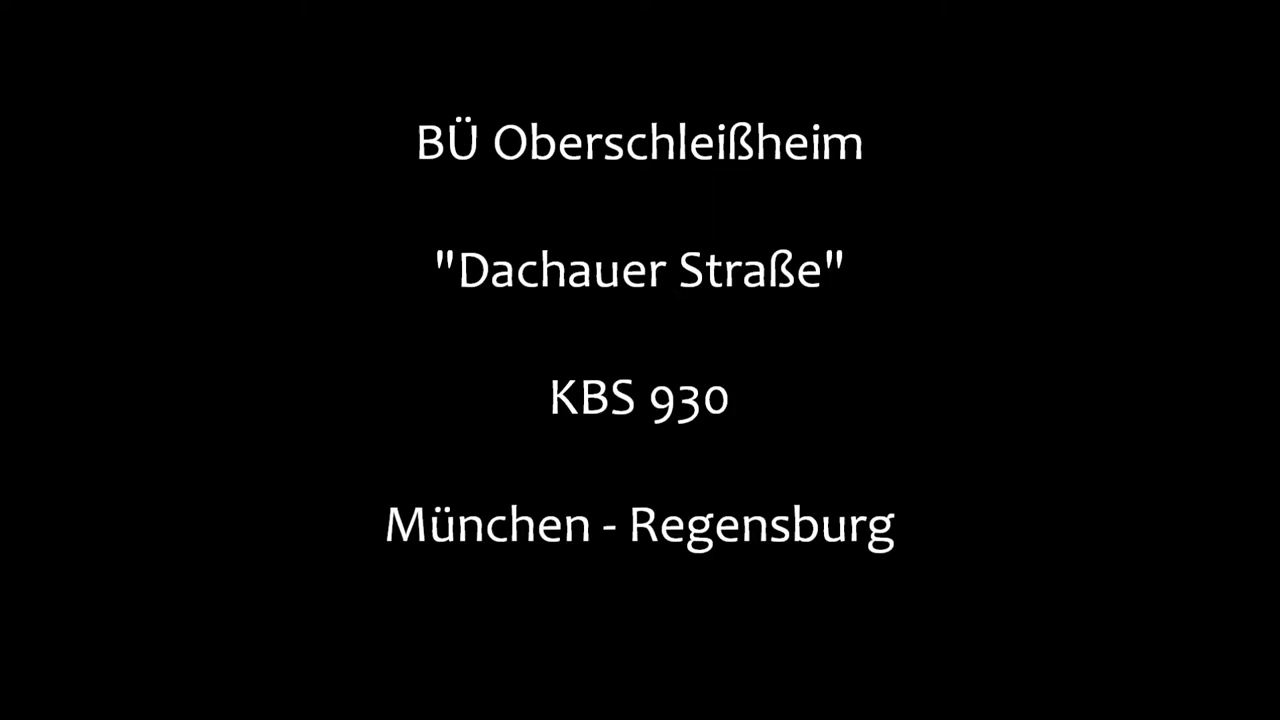 BÜ Oberschleißheim
"Dachauer Straße"
KBS 930
München - Regensburg